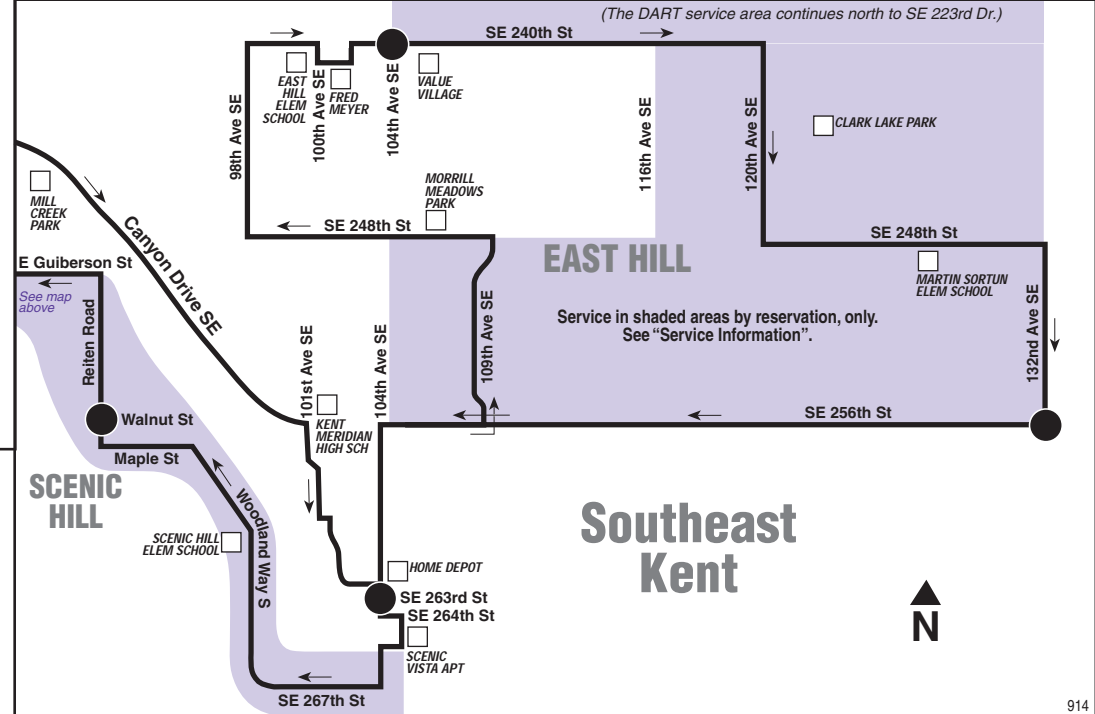 (The DART service area continues north to SE 223rd Dr.)
SE 240th St
EAST
HILL
ELEM
SCHOOL
100th Ave SE
FRED
MEYER
104th Ave SE
VALUE
VILLAGE
98th Ave SE
116th Ave SE
120th Ave SE
CLARK LAKE PARK
MILL
CREEK
PARK
MORRILL
MEADOWS
PARK
SE 248th St
SE 248th St
Canyon Drive SE
E Guiberson St
See map
above
EAST HILL
MARTIN SORTUN
ELEM SCHOOL
Service in shaded areas by reservation, only.
See “Service Information”.
Reiten Road
101st Ave SE
104th Ave SE
109th Ave SE
132nd Ave SE
KENT
MERIDIAN
HIGH SCH
SE 256th St
Walnut St
Maple St
SCENIC
HILL
Woodland Way S
SCENIC HILL
ELEM SCHOOL
Southeast
Kent
HOME DEPOT
SE 263rd St
SE 264th St
SCENIC
VISTA APT
N
SE 267th St
914